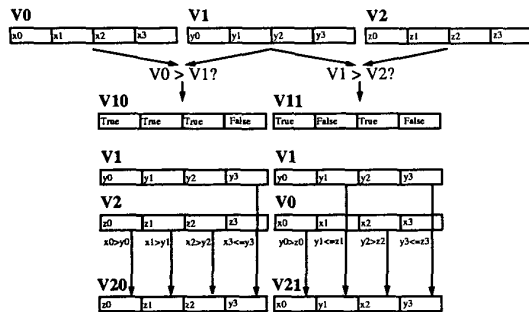 V0 V1 V2
x0 x1 x2 x3 y0 y1 y2 y3 z0 z1 z2 z3
V0 > V1? V1 > V2?
V10 V11
True True True False True False True False
V1 V1
y0 y1 y2 y3 y0 y1 y2 y3
V2 V0
z0 z1 z2 z3 x0 x1 x2 x3
x0>y0 x1>y1 x2>y2 x3<=y3 y0>z0 y1<=z1 y2>z2 y3<=z3
V20 V21
z0 z1 z2 y3 x0 y1 x2 y3